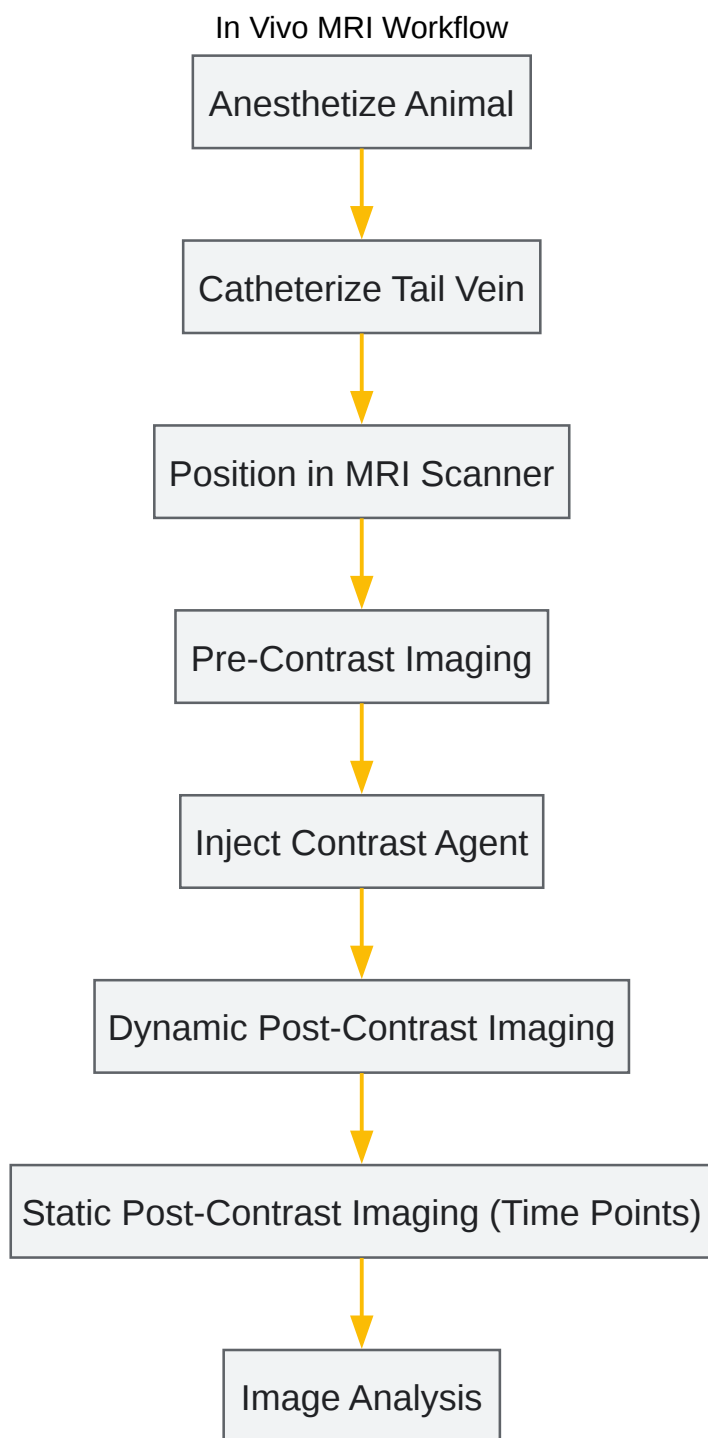 In Vivo MRI Workflow
Anesthetize Animal
Catheterize Tail Vein
Position in MRI Scanner
Pre-Contrast Imaging
Inject Contrast Agent
Dynamic Post-Contrast Imaging
Static Post-Contrast Imaging (Time Points)
Image Analysis